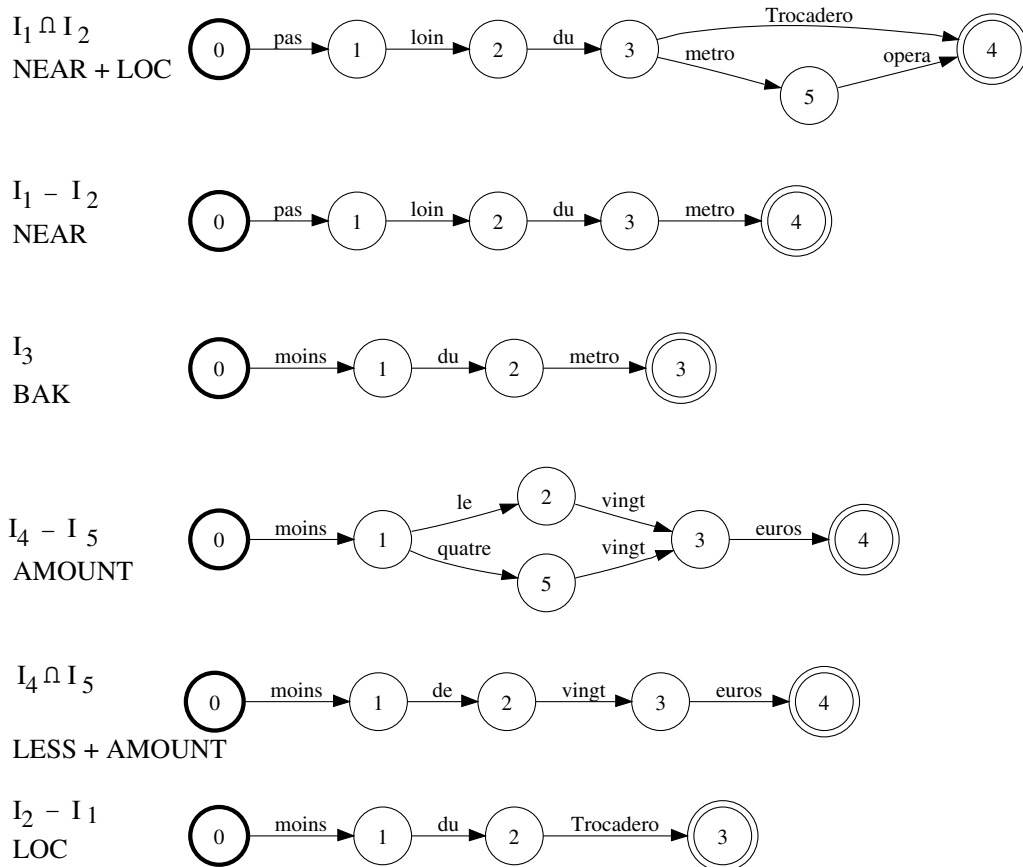 I1 ∩ I2
NEAR + LOC
0 pas 1 loin 2 du 3 Trocadero 4
metro 5 opera
I1 – I2
NEAR
0 pas 1 loin 2 du 3 metro 4
I3
BAK
0 moins 1 du 2 metro 3
I4 – I5
AMOUNT
le 2 vingt
0 moins 1 3 euros 4
quatre 5 vingt
I4 ∩ I5
LESS + AMOUNT
0 moins 1 de 2 vingt 3 euros 4
I2 – I1
LOC
0 moins 1 du 2 Trocadero 3